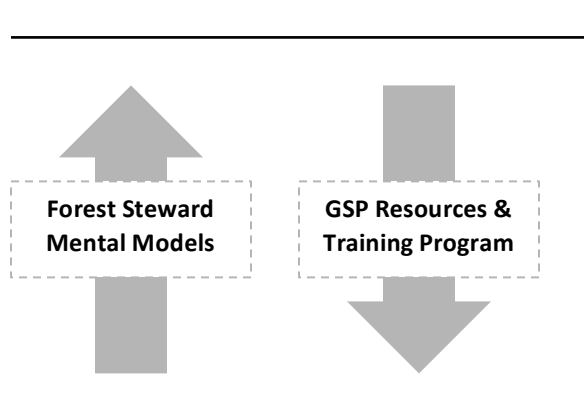 Forest Steward
Mental Models
GSP Resources &
Training Program